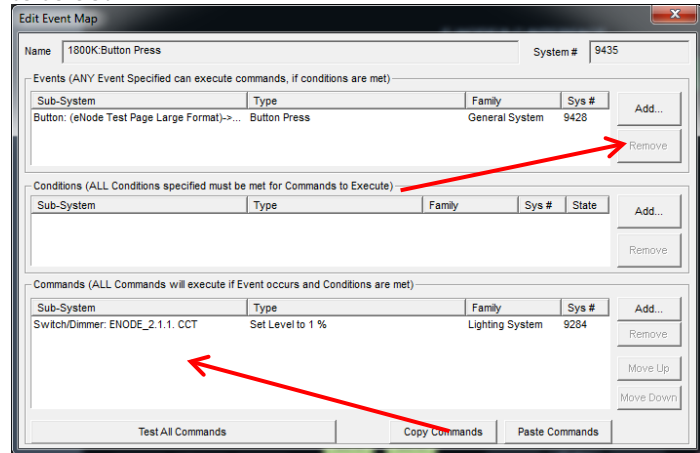 Edit Event Map
Name 1800K:Button Press System # 9435
Events (ANY Event Specified can execute commands, if conditions are met)
Sub-System Type Family Sys #
Button: (eNode Test Page Large Format)->... Button Press General System 9428
Add...
Remove
Conditions (ALL Conditions specified must be met for Commands to Execute)
Sub-System Type Family Sys # State
Add...
Remove
Commands (ALL Commands will execute if Event occurs and Conditions are met)
Sub-System Type Family Sys #
Switch/Dimmer: ENODE_2.1.1. CCT Set Level to 1 % Lighting System 9284
Add...
Remove
Move Up
Move Down
Test All Commands Copy Commands Paste Commands